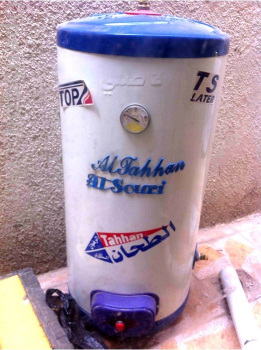 TOP
TS
LATER
Al Tahhan
al-Souri
Tahhan
الطحان